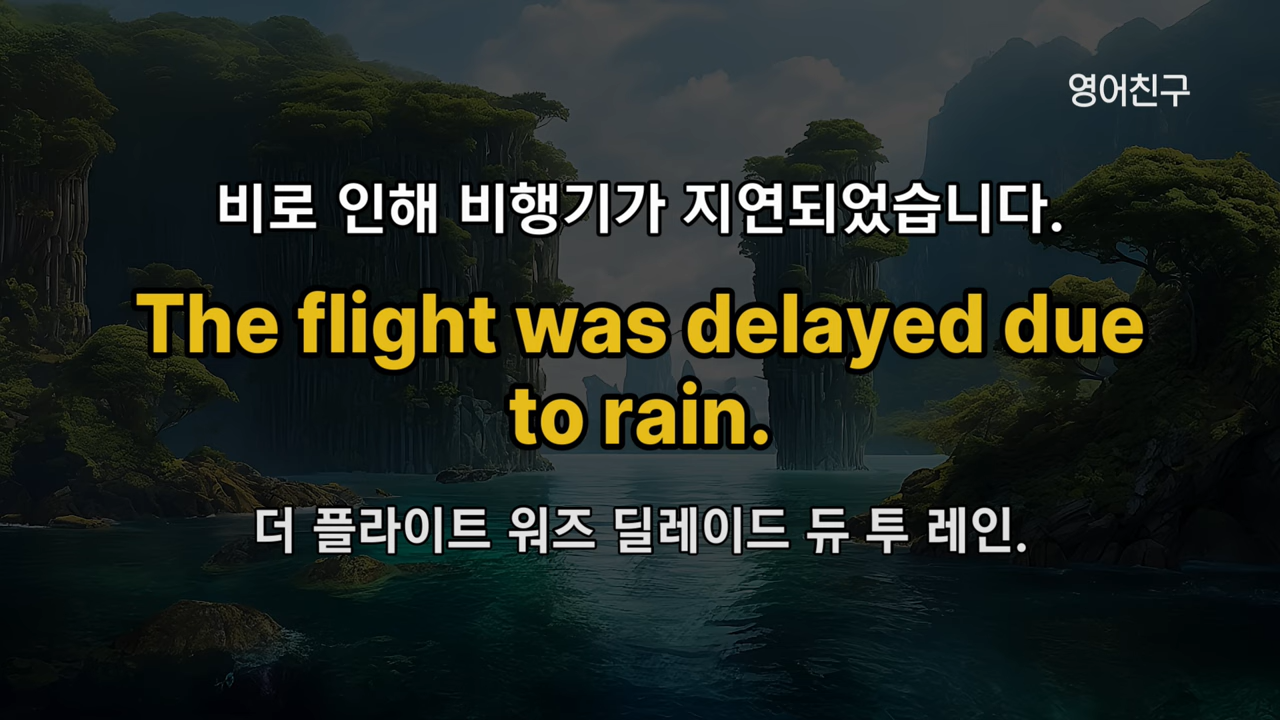 영어친구
비로 인해 비행기가 지연되었습니다.
The flight was delayed due
to rain.
더 플라이트 워즈 딜레이드 듀 투 레인.